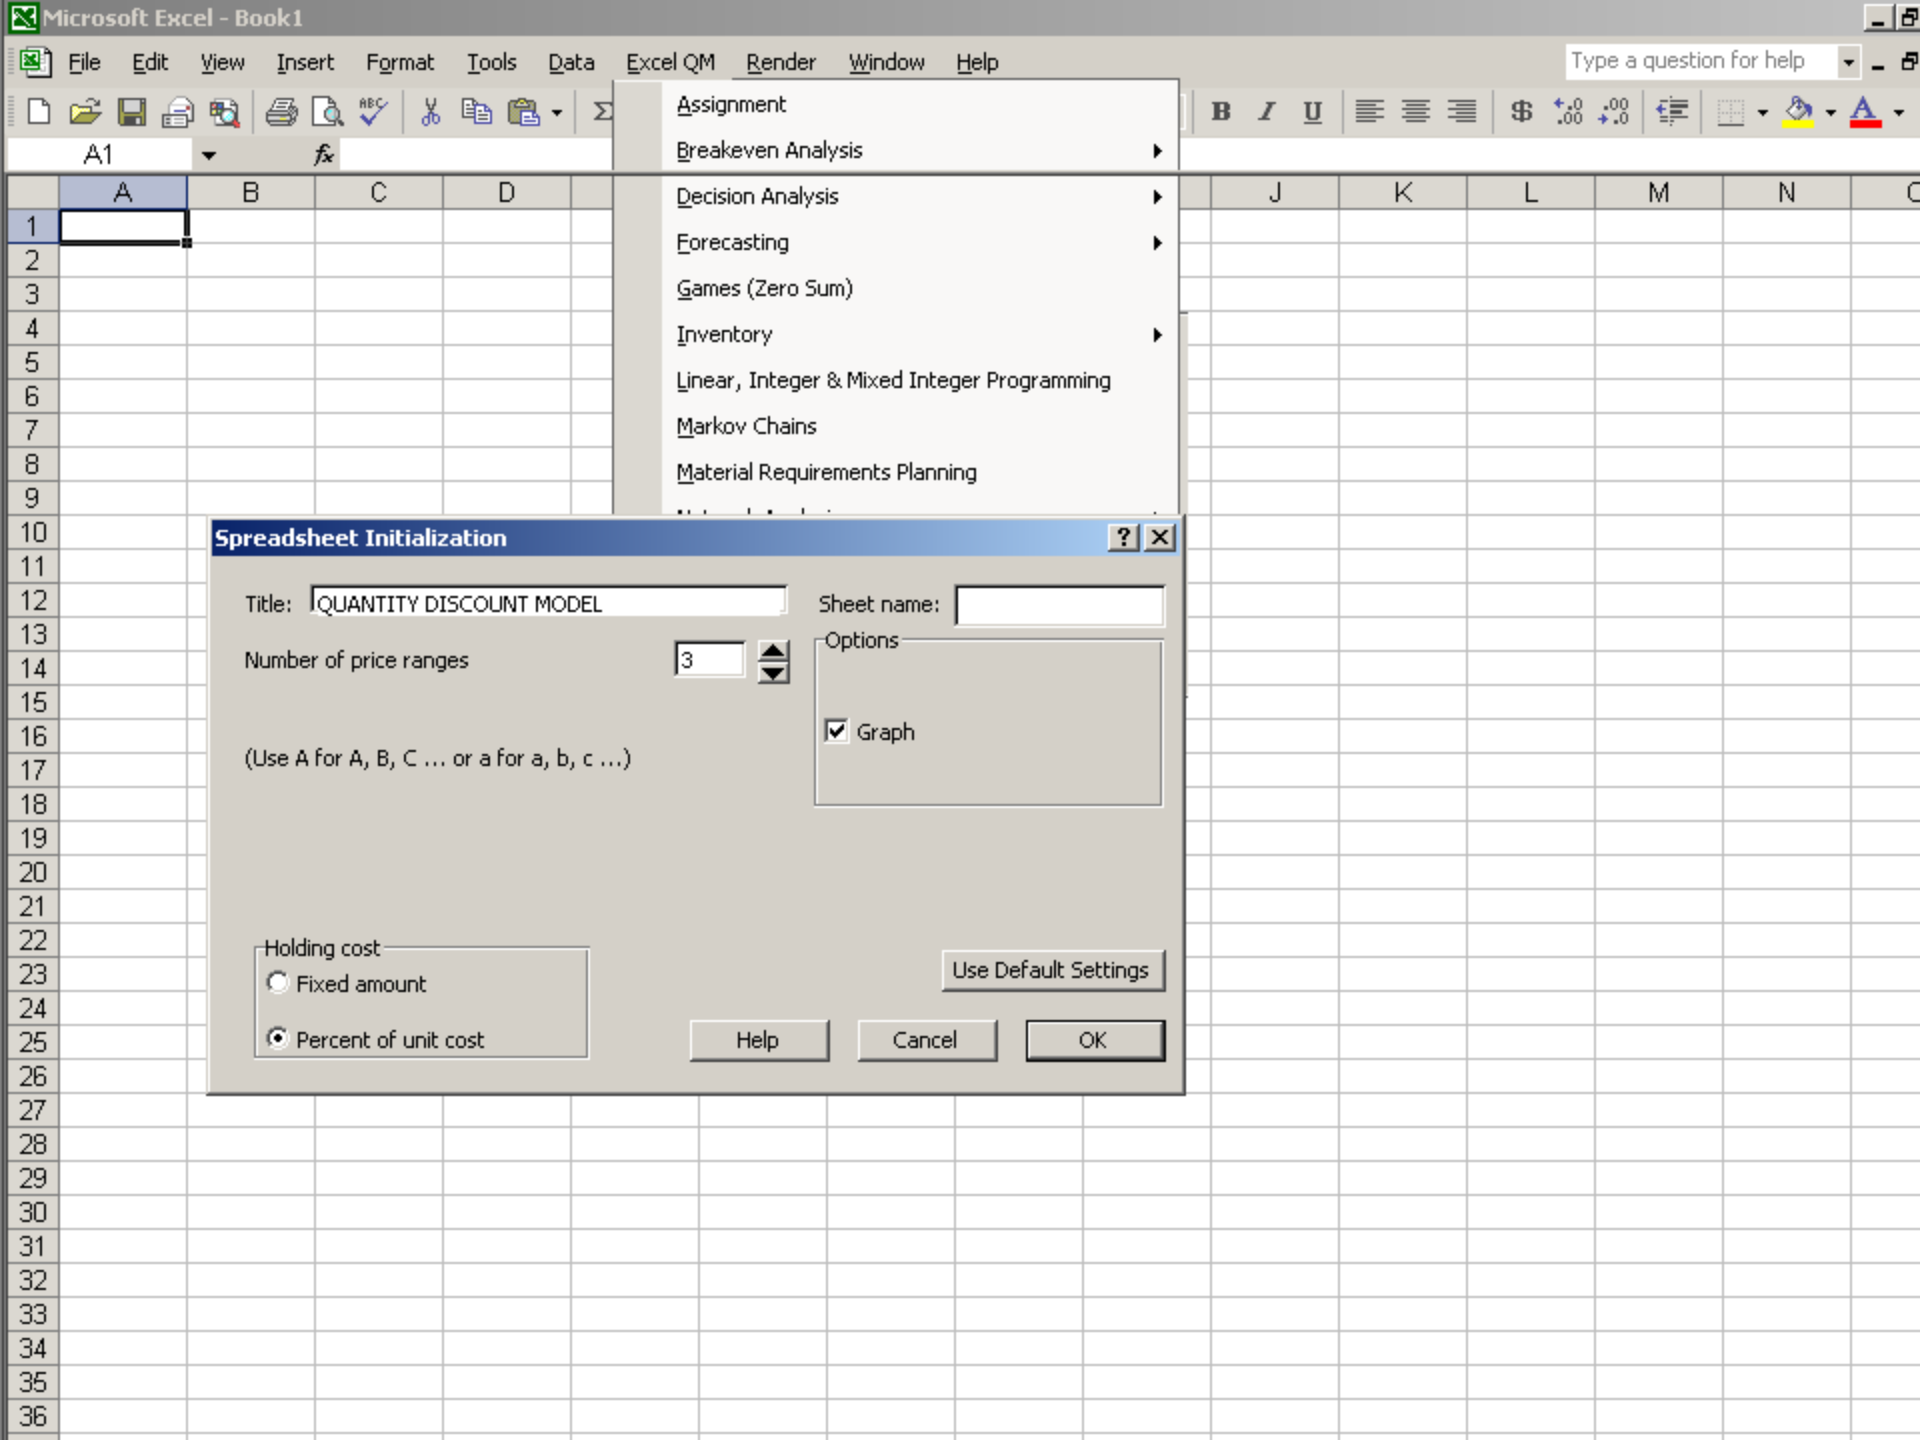 Microsoft Excel - Book1
File Edit View Insert Format Tools Data Excel QM Render Window Help
Type a question for help
ABC Σ B I U $ .00 .00 .0 A
A1 fx
A B C D J K L M N
Assignment
Breakeven Analysis
Decision Analysis
Forecasting
Games (Zero Sum)
Inventory
Linear, Integer & Mixed Integer Programming
Markov Chains
Material Requirements Planning
1
2
3
4
5
6
7
8
9
10
11
12
13
14
15
16
17
18
19
20
21
22
23
24
25
26
27
28
29
30
31
32
33
34
35
36
Spreadsheet Initialization
Title: QUANTITY DISCOUNT MODEL
Sheet name:
Number of price ranges 3
Options
Graph
(Use A for A, B, C ... or a for a, b, c ...)
Holding cost
Fixed amount
Percent of unit cost
Use Default Settings
Help Cancel OK